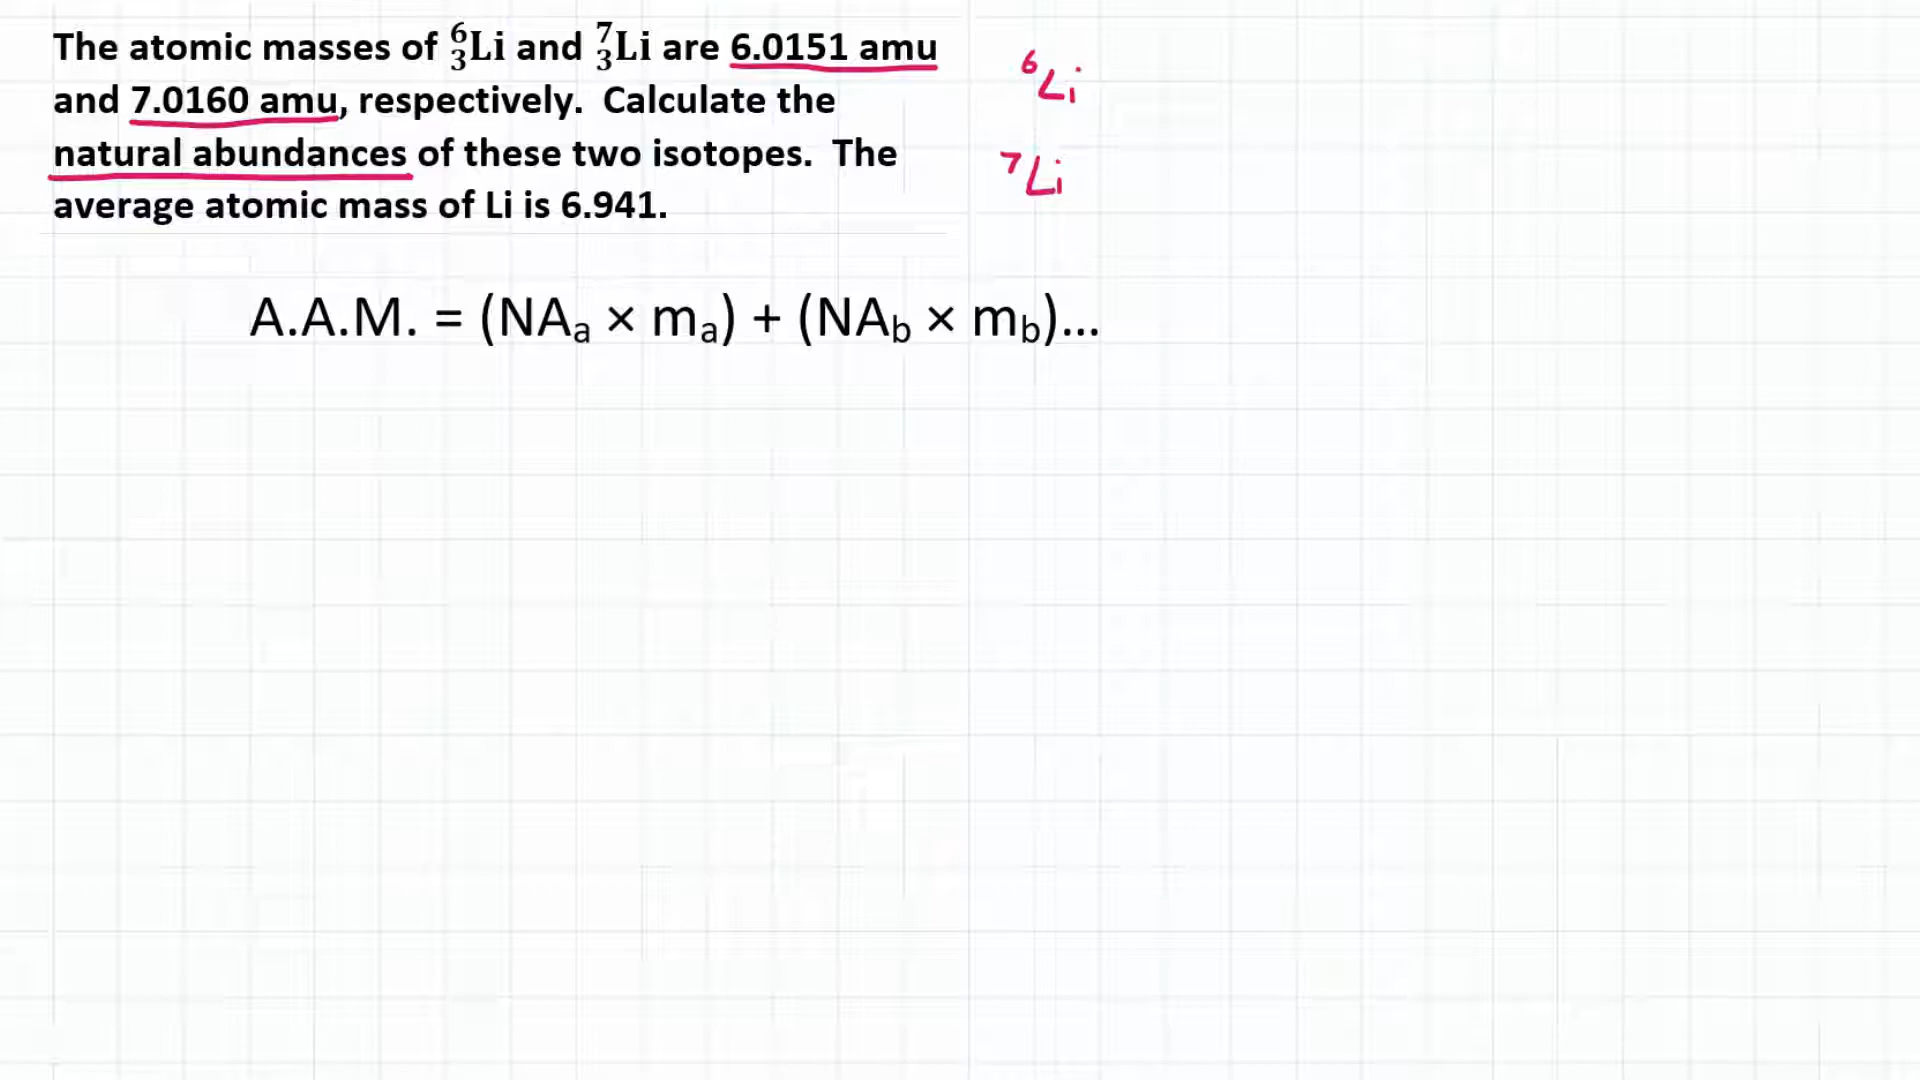 The atomic masses of ⁶₃Li and ⁷₃Li are 6.0151 amu
and 7.0160 amu, respectively.  Calculate the
natural abundances of these two isotopes.  The
average atomic mass of Li is 6.941.
⁶Li
⁷Li
A.A.M. = (NAₐ × mₐ) + (NA_b × m_b)...